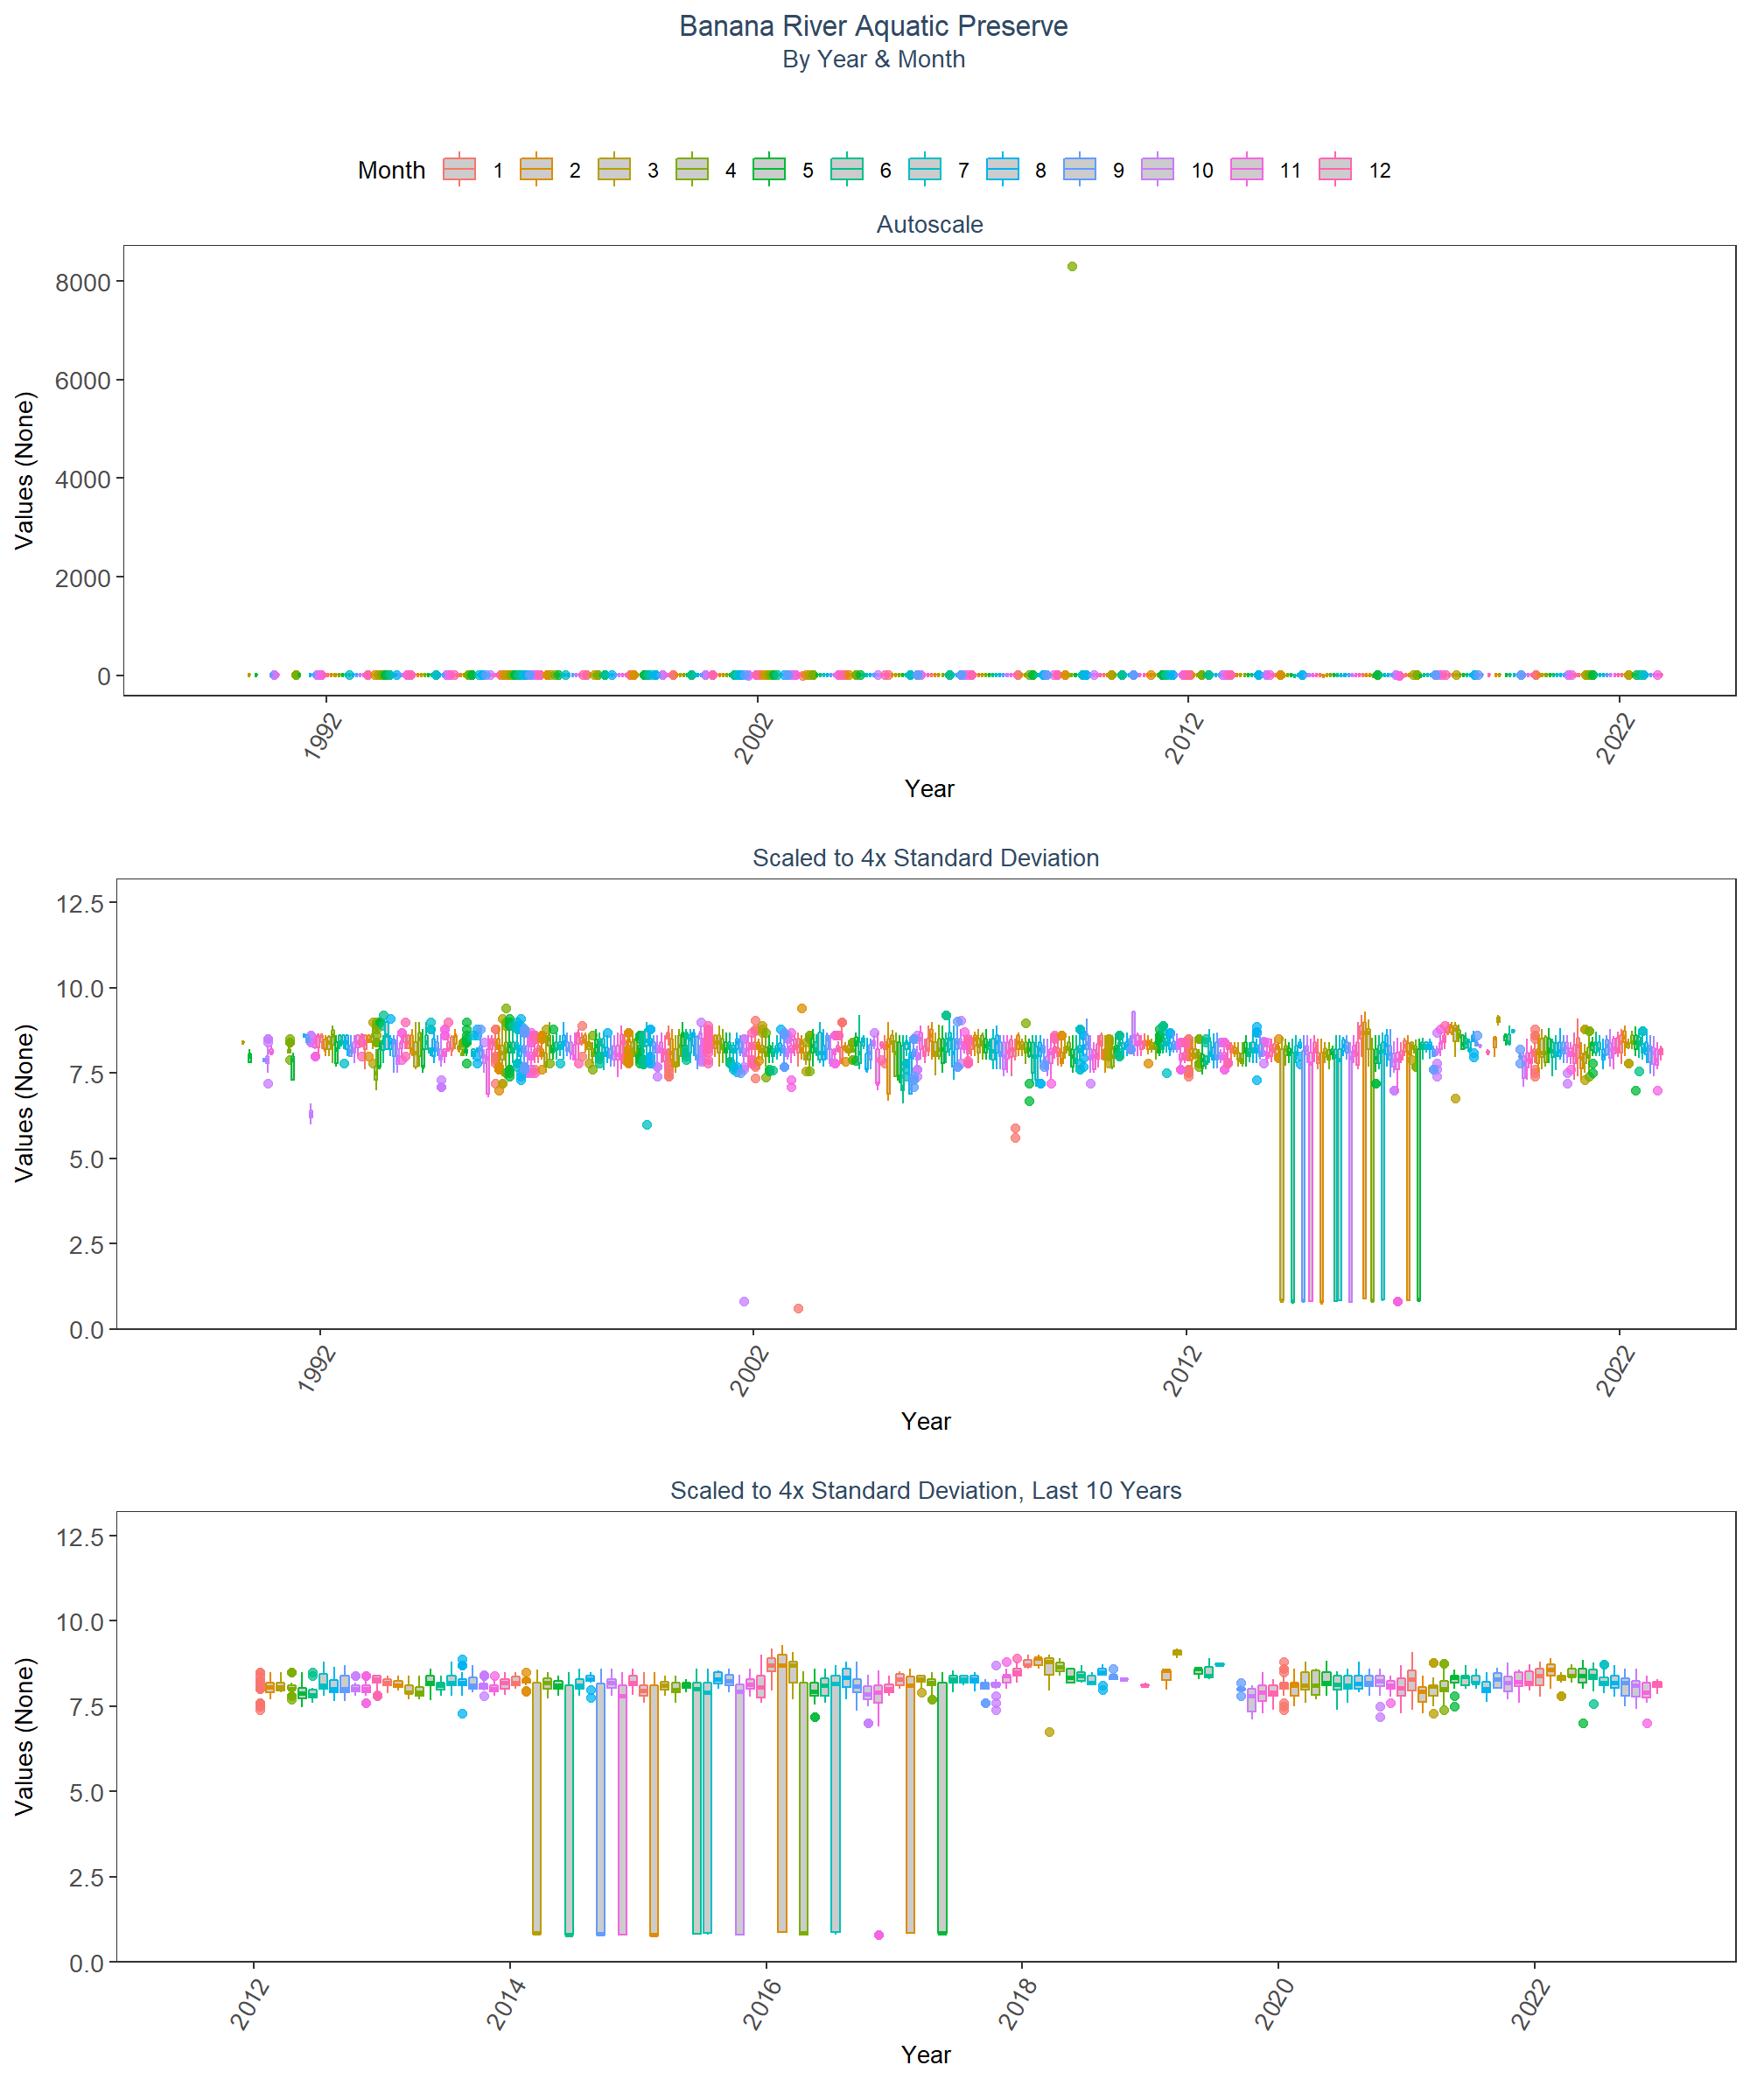 Banana River Aquatic Preserve
By Year & Month
Month 1 2 3 4 5 6 7 8 9 10 11 12
Autoscale
Values (None)
8000
6000
4000
2000
0
1992 2002 2012 2022
Year
Scaled to 4x Standard Deviation
Values (None)
12.5
10.0
7.5
5.0
2.5
0.0
1992 2002 2012 2022
Year
Scaled to 4x Standard Deviation, Last 10 Years
Values (None)
12.5
10.0
7.5
5.0
2.5
0.0
2012 2014 2016 2018 2020 2022
Year